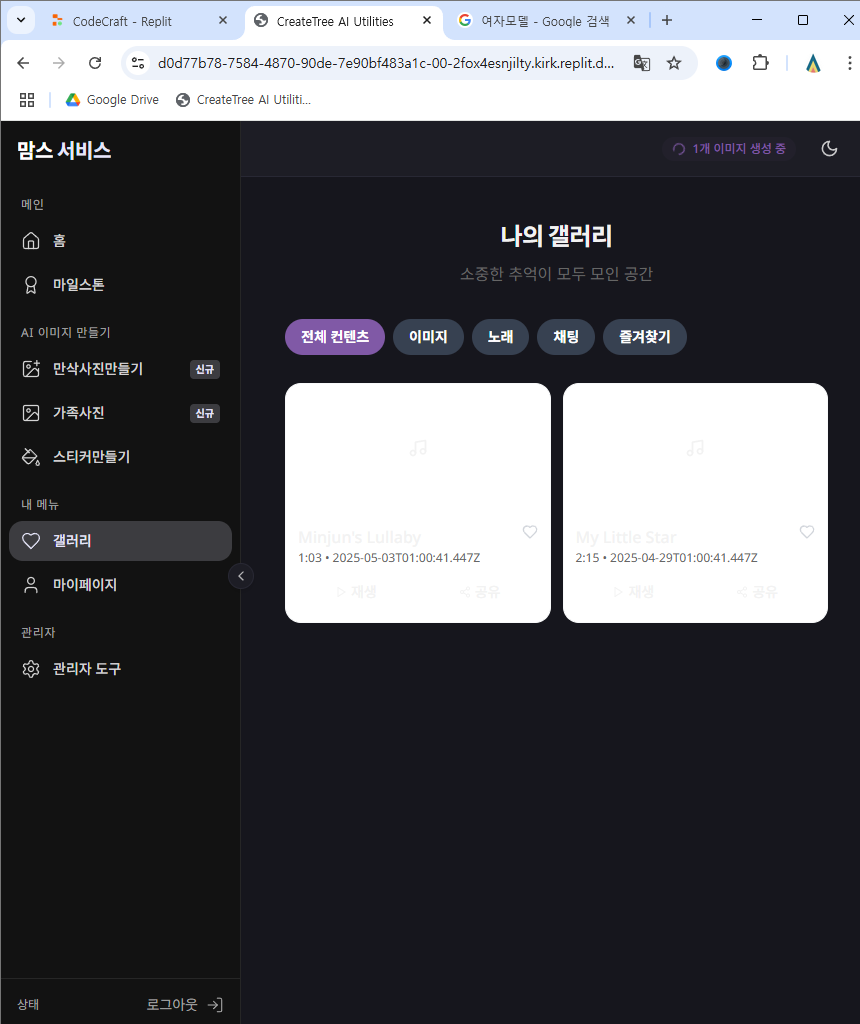 CodeCraft - Replit
CreateTree AI Utilities
여자모델 - Google 검색
d0d77b78-7584-4870-90de-7e90bf483a1c-00-2fox4esnjilty.kirk.replit.d...
Google Drive
CreateTree AI Utiliti...
맘스 서비스
1개 이미지 생성 중
메인
홈
마일스톤
AI 이미지 만들기
만삭사진만들기 신규
가족사진 신규
스티커만들기
내 메뉴
갤러리
마이페이지
관리자
관리자 도구
상태 로그아웃
나의 갤러리
소중한 추억이 모두 모인 공간
전체 컨텐츠 이미지 노래 채팅 즐겨찾기
Minjun's Lullaby
1:03 • 2025-05-03T01:00:41.447Z
재생 공유
My Little Star
2:15 • 2025-04-29T01:00:41.447Z
재생 공유